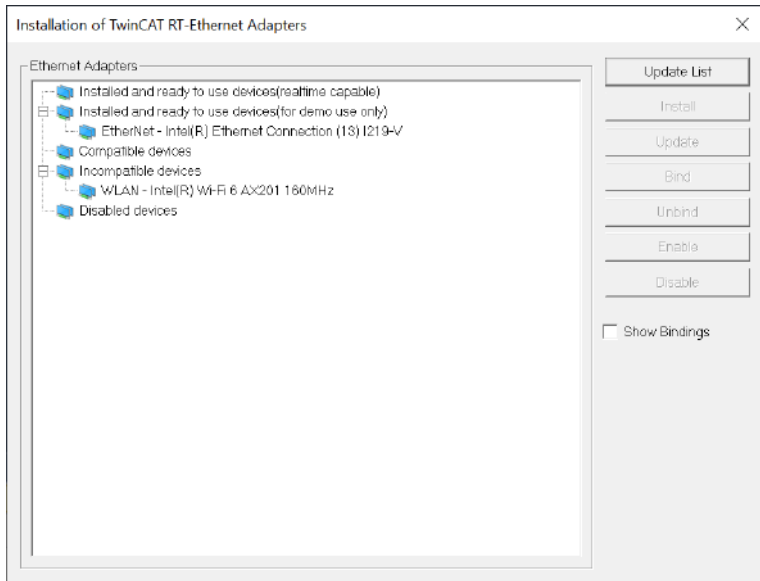 Installation of TwinCAT RT-Ethernet Adapters
Ethernet Adapters
Installed and ready to use devices(realtime capable)
Installed and ready to use devices(for demo use only)
EtherNet - Intel(R) Ethernet Connection (13) I219-V
Compatible devices
Incompatible devices
WLAN - Intel(R) Wi-Fi 6 AX201 160MHz
Disabled devices
Update List
Install
Update
Bind
Unbind
Enable
Disable
Show Bindings